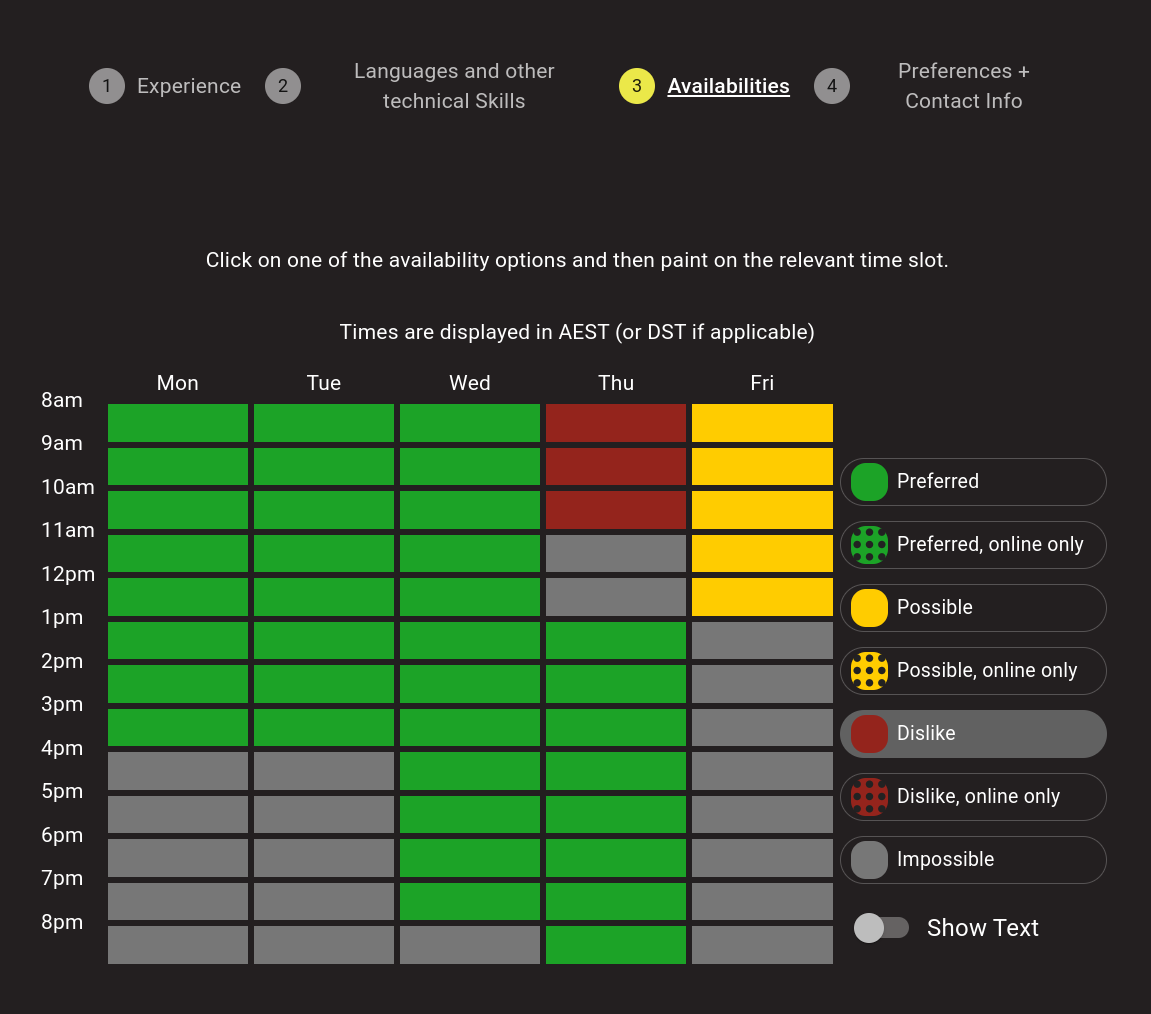 1 Experience 2 Languages and other
technical Skills
3 Availabilities 4 Preferences +
Contact Info
Click on one of the availability options and then paint on the relevant time slot.
Times are displayed in AEST (or DST if applicable)
Mon Tue Wed Thu Fri
8am
9am
10am
11am
12pm
1pm
2pm
3pm
4pm
5pm
6pm
7pm
8pm
Preferred
Preferred, online only
Possible
Possible, online only
Dislike
Dislike, online only
Impossible
Show Text